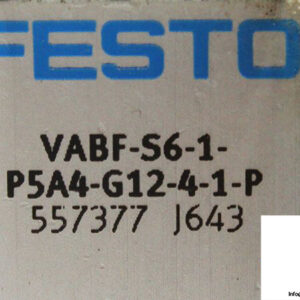 FESTO
VABF-S6-1-
P5A4-G12-4-1-P
557377 J643